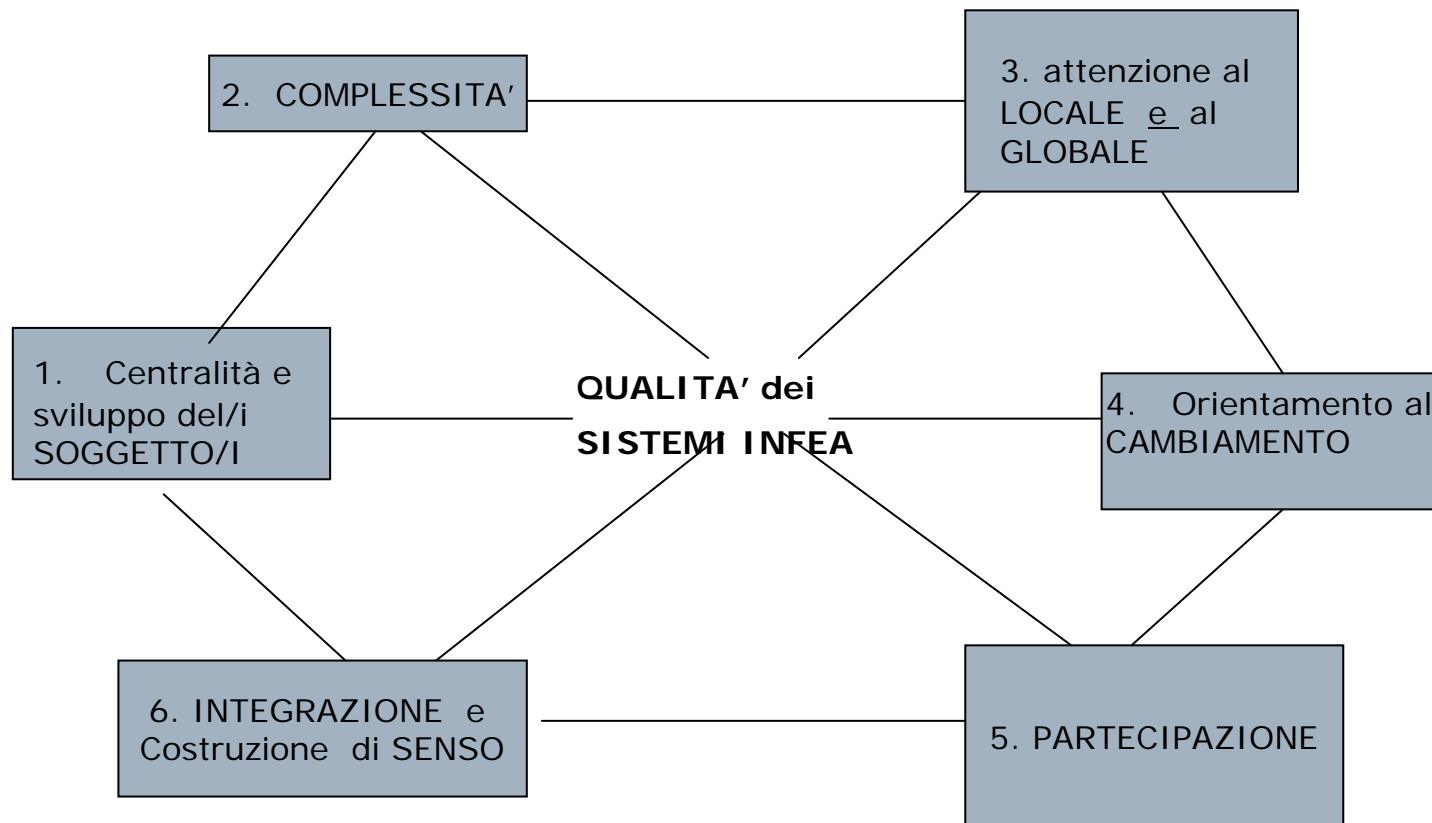 1. Centralità e
sviluppo del/i
SOGGETTO/I
2. COMPLESSITA’
3. attenzione al
LOCALE e al
GLOBALE
4. Orientamento al
CAMBIAMENTO
5. PARTECIPAZIONE
6. INTEGRAZIONE e
Costruzione di SENSO
QUALITA’ dei
SISTEMI INFEA